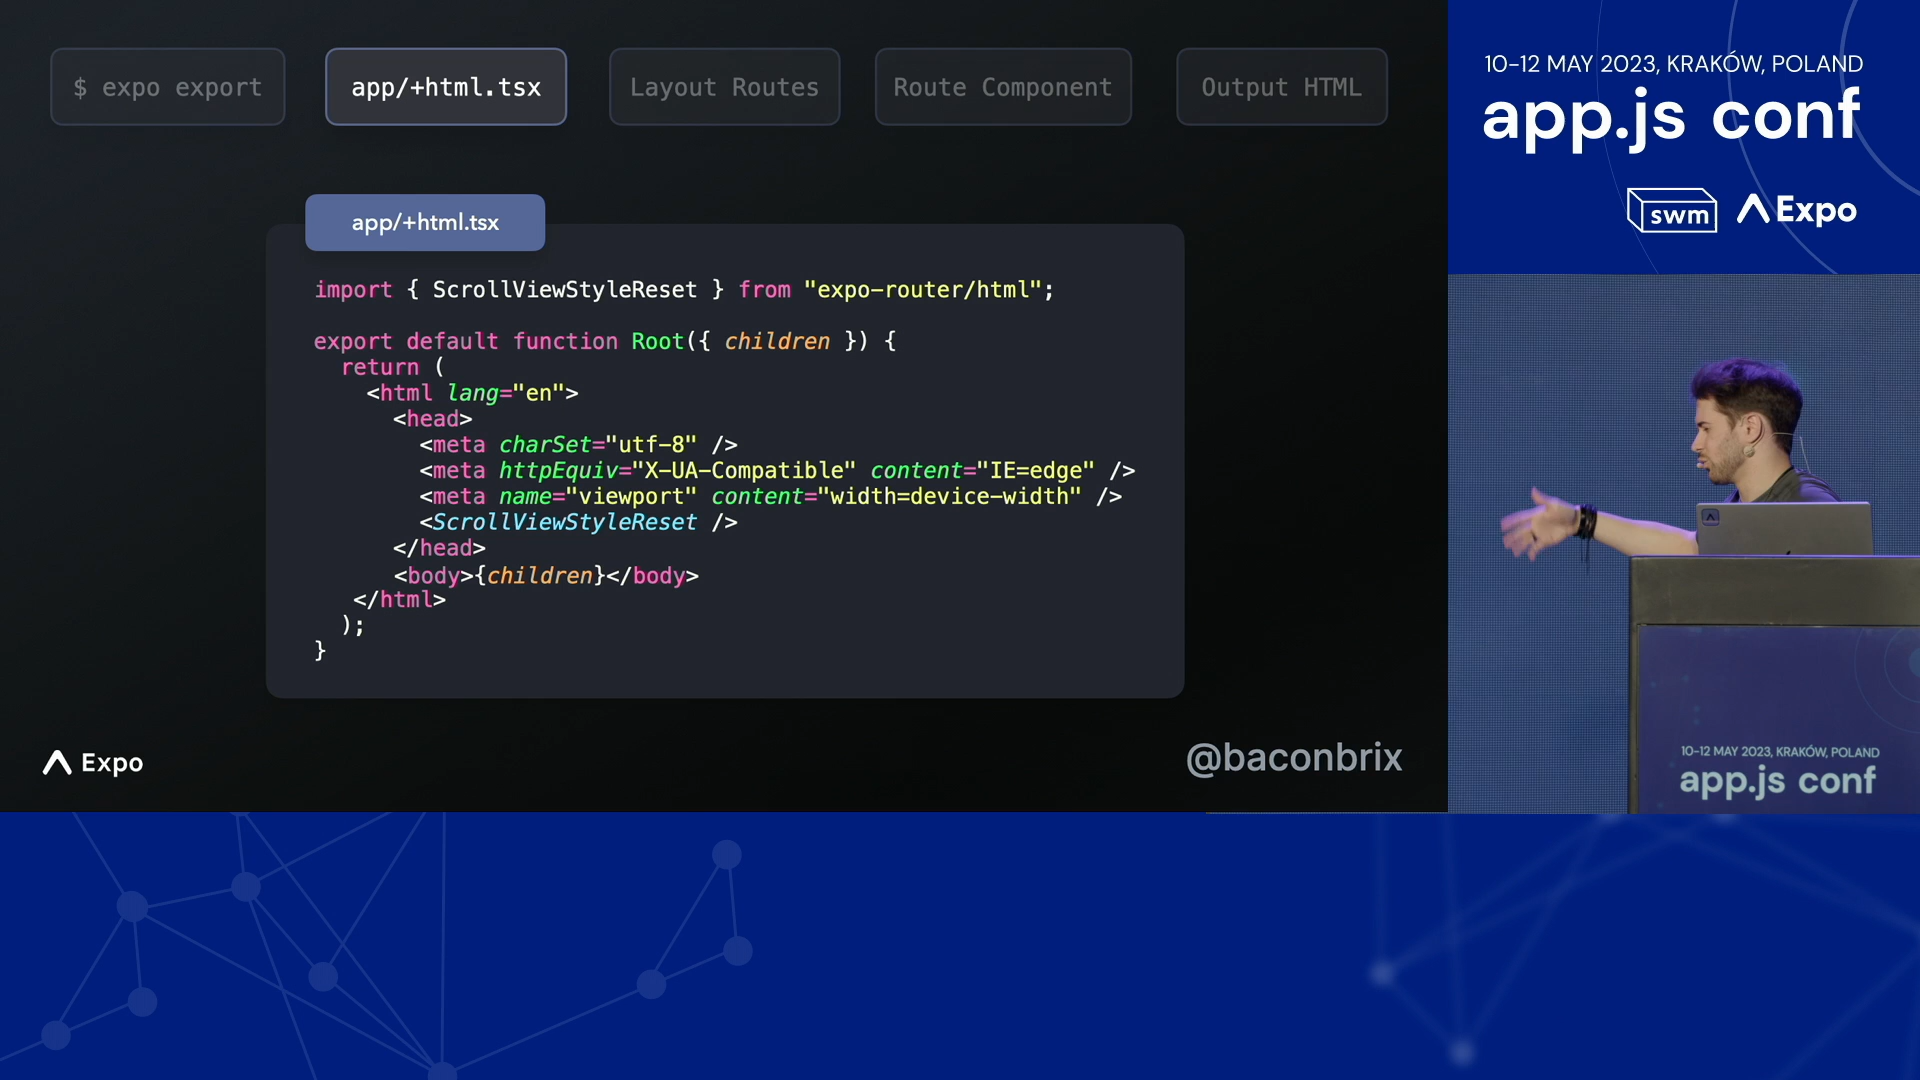 $ expo export
app/+html.tsx
Layout Routes
Route Component
Output HTML
app/+html.tsx
import { ScrollViewStyleReset } from "expo-router/html";
export default function Root({ children }) {
return (
<html lang="en">
<head>
<meta charSet="utf-8" />
<meta httpEquiv="X-UA-Compatible" content="IE=edge" />
<meta name="viewport" content="width=device-width" />
<ScrollViewStyleReset />
</head>
<body>{children}</body>
</html>
);
}
Expo
@baconbrix
10-12 MAY 2023, KRAKÓW, POLAND
app.js conf
swm
Expo
10-12 MAY 2023, KRAKÓW, POLAND
app.js conf